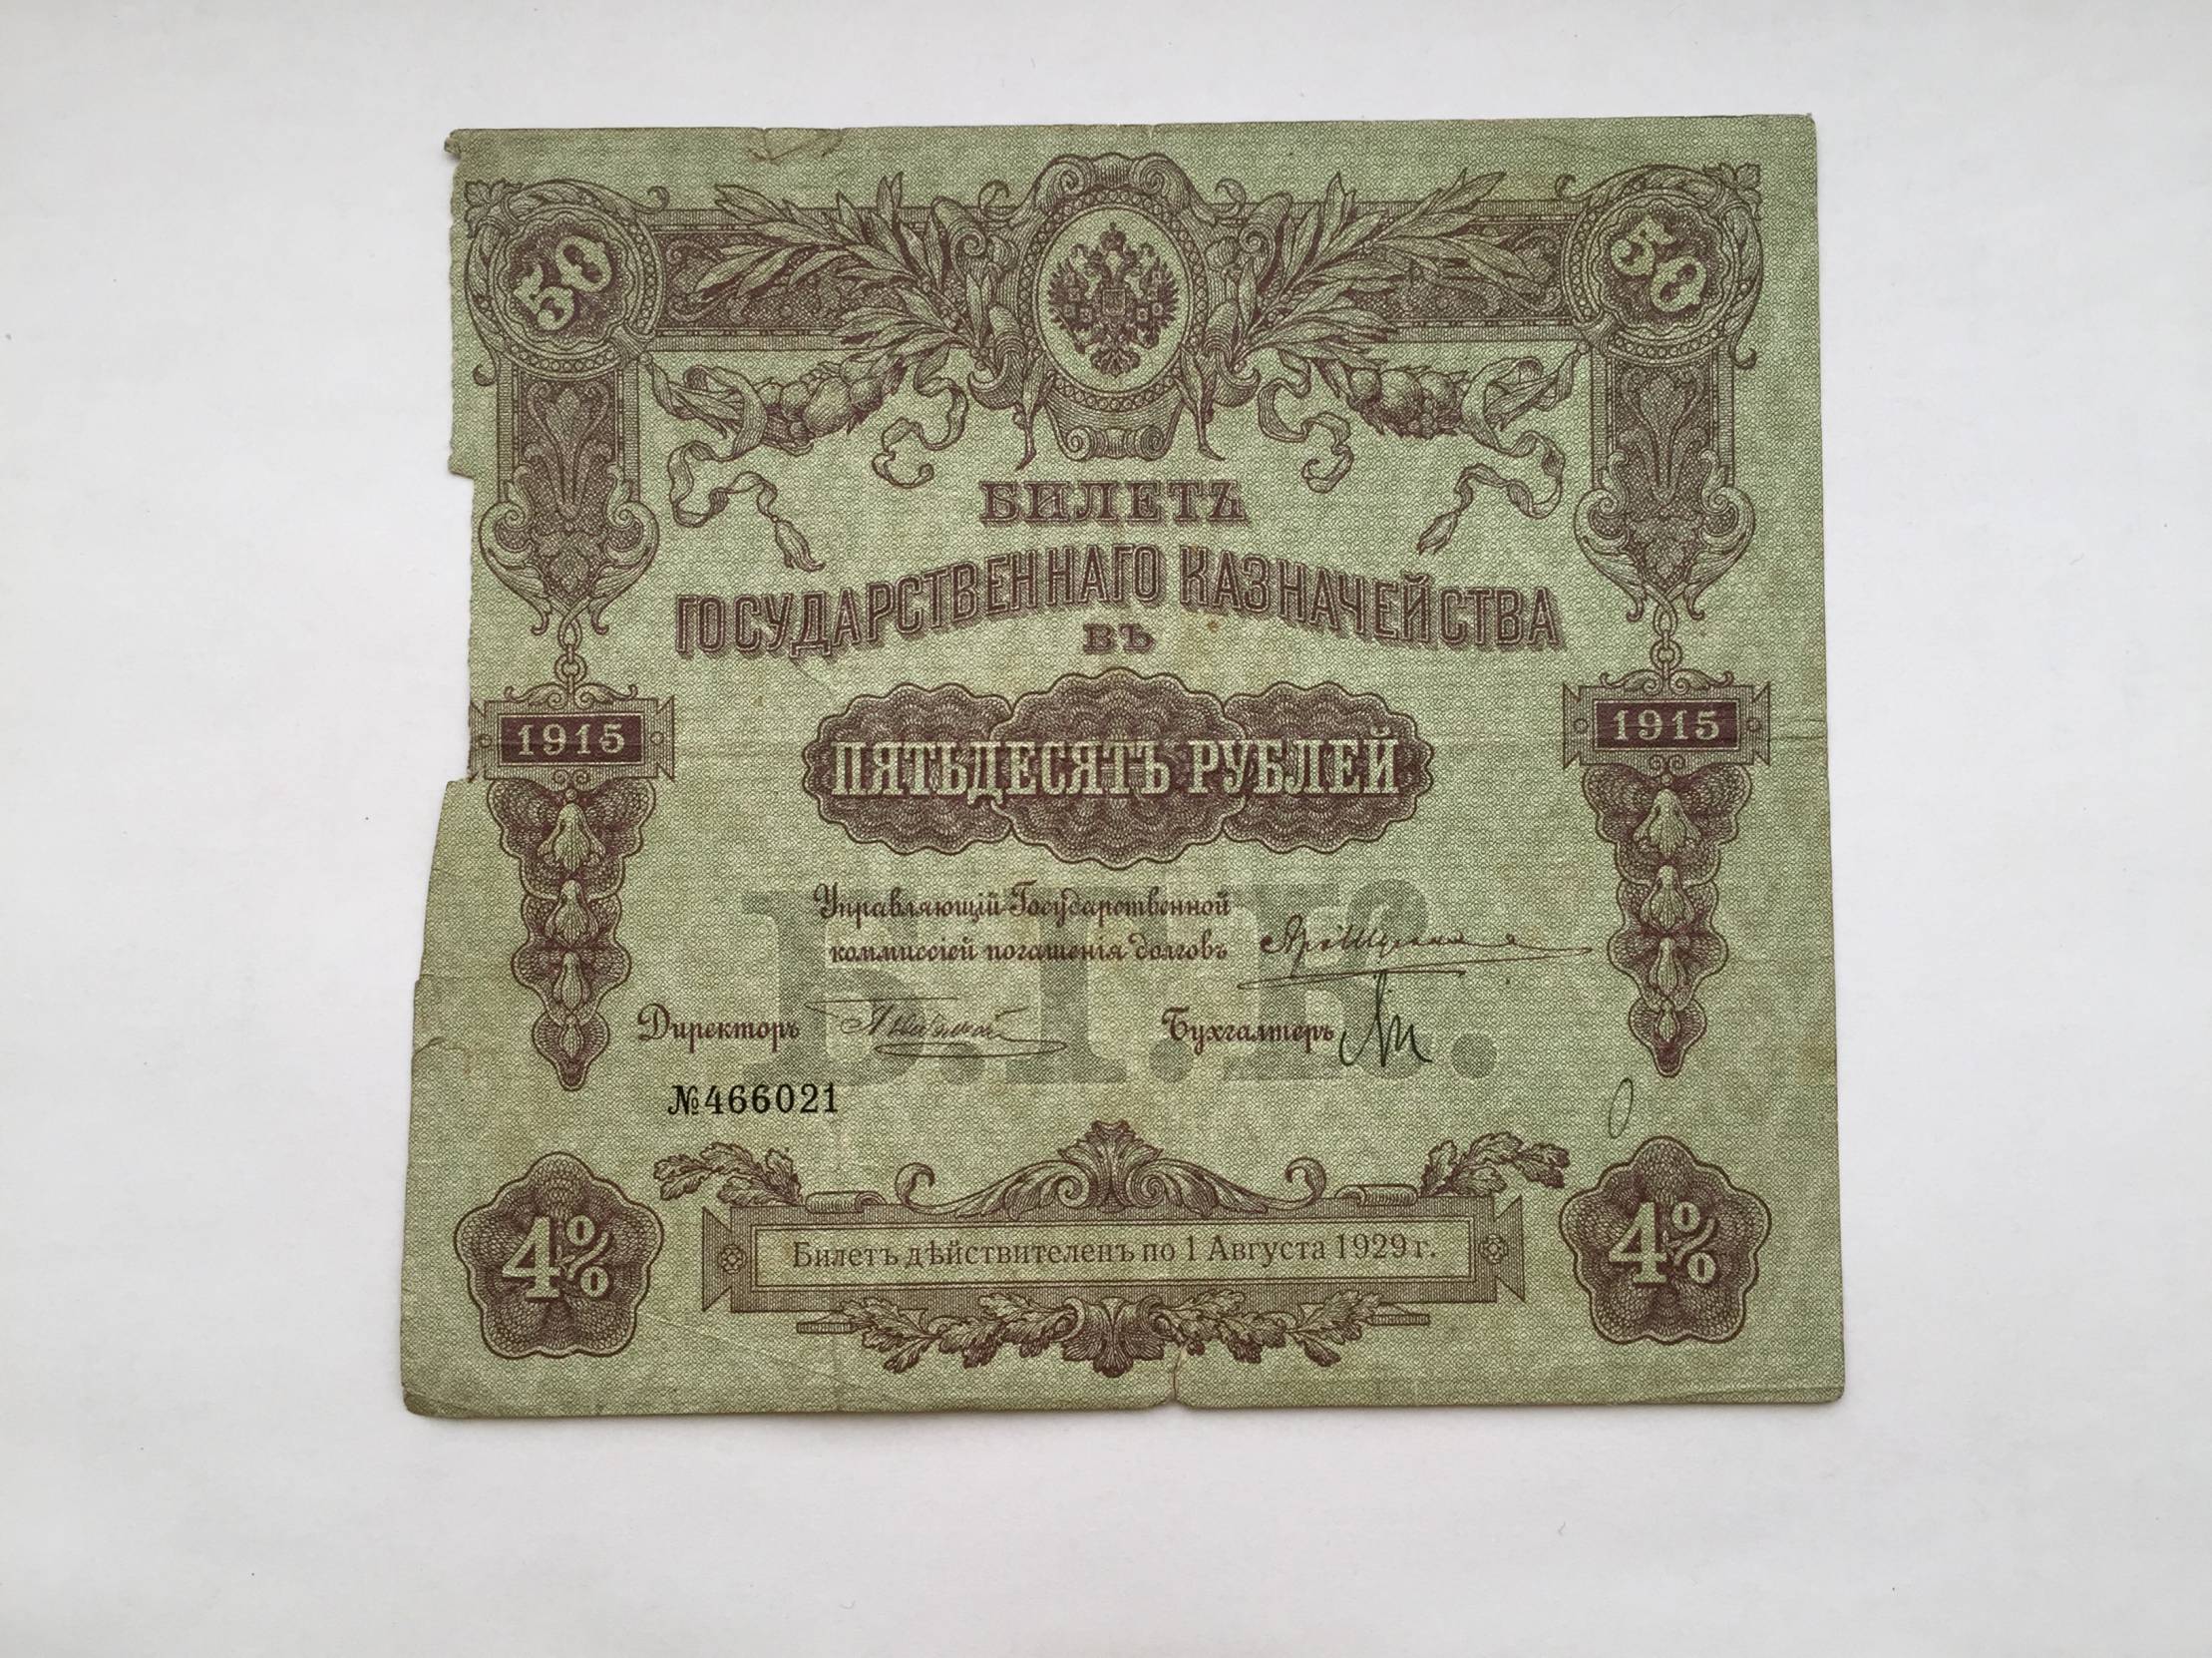 50 50
БИЛЕТЪ
ГОСУДАРСТВЕННАГО КАЗНАЧЕЙСТВА
ВЪ
1915 1915
ПЯТЬДЕСЯТЪ РУБЛЕЙ
Управляющій Государственной
коммиссіей погашенія долговъ
Директоръ Бухгалтеръ
№466021
4% 4%
Билетъ дѣйствителенъ по 1 Августа 1929 г.